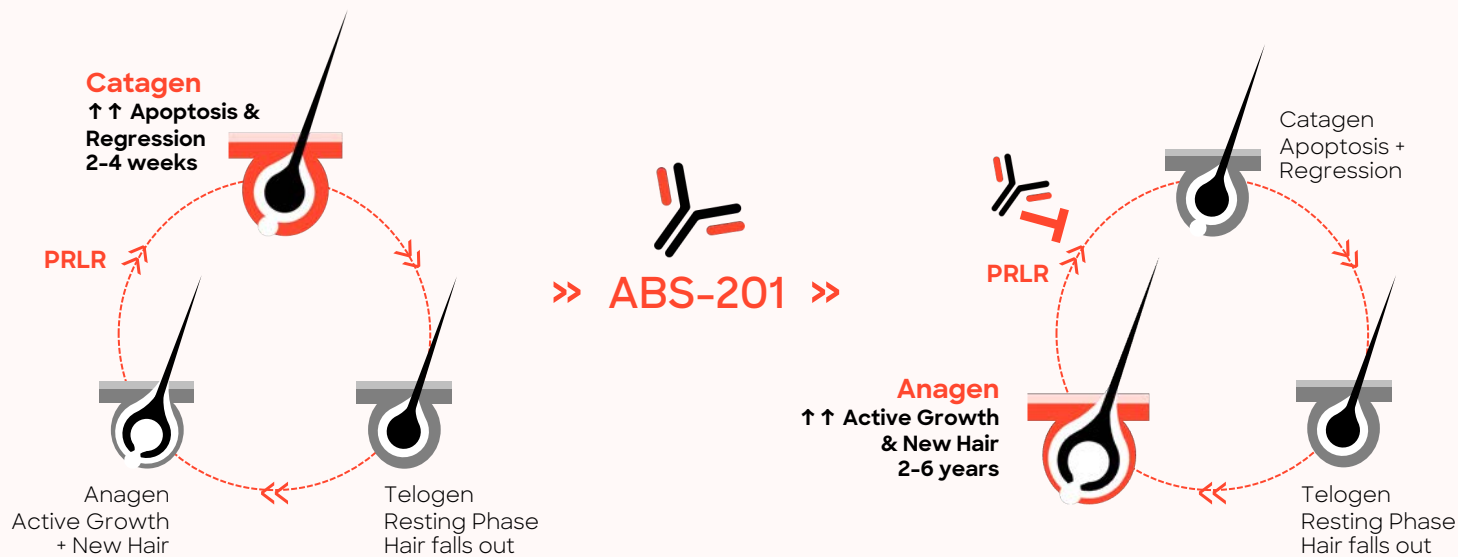 Catagen
↑↑ Apoptosis &
Regression
2-4 weeks
PRLR
Anagen
Active Growth
+ New Hair
Telogen
Resting Phase
Hair falls out
» ABS-201 »
Catagen
Apoptosis +
Regression
PRLR
Anagen
↑↑ Active Growth
& New Hair
2-6 years
Telogen
Resting Phase
Hair falls out